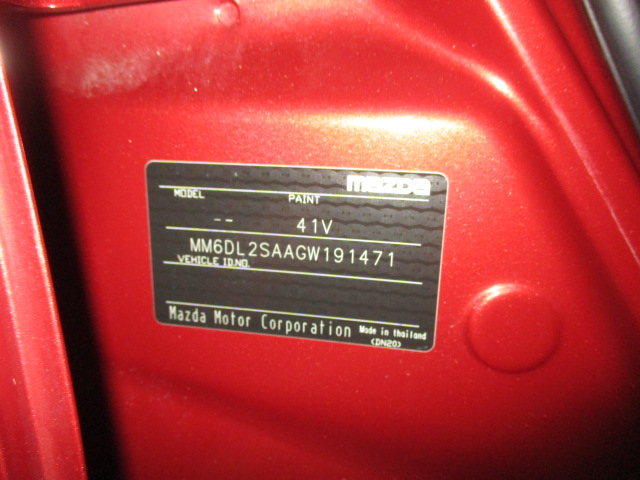 mazda
MODEL PAINT
-- 41V
MM6DL2SAAGW191471
VEHICLE ID.NO.
Mazda Motor Corporation Made in thailand
(DN20)